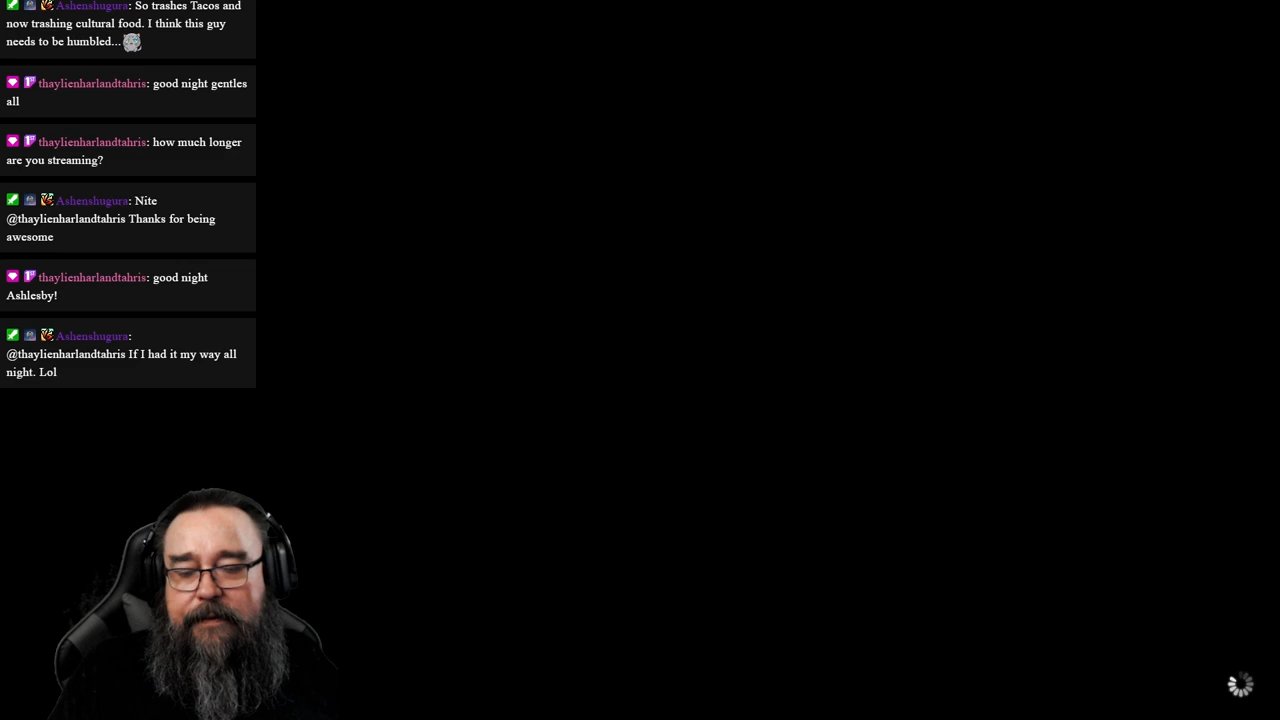 Ashenshugura: So trashes Tacos and
now trashing cultural food. I think this guy
needs to be humbled...
thaylienharlandtahris: good night gentles
all
thaylienharlandtahris: how much longer
are you streaming?
Ashenshugura: Nite
@thaylienharlandtahris Thanks for being
awesome
thaylienharlandtahris: good night
Ashlesby!
Ashenshugura:
@thaylienharlandtahris If I had it my way all
night. Lol